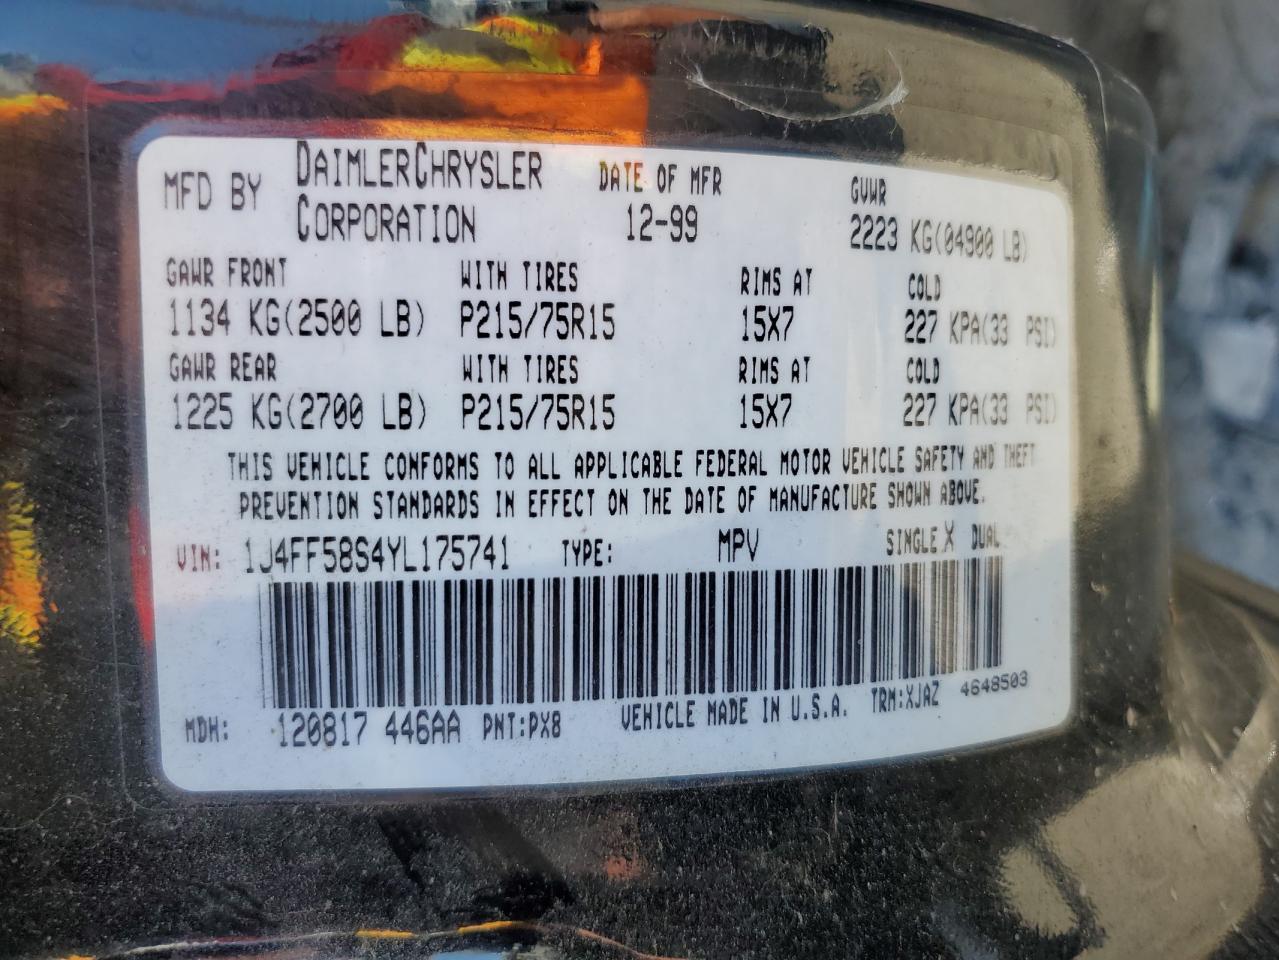 MFD BY DAIMLERCHRYSLER CORPORATION DATE OF MFR 12-99 GVWR 2223 KG(04900 LB)
GAWR FRONT WITH TIRES RIMS AT COLD
1134 KG(2500 LB) P215/75R15 15X7 227 KPA(33 PSI)
GAWR REAR WITH TIRES RIMS AT COLD
1225 KG(2700 LB) P215/75R15 15X7 227 KPA(33 PSI)
THIS VEHICLE CONFORMS TO ALL APPLICABLE FEDERAL MOTOR VEHICLE SAFETY AND THEFT
PREVENTION STANDARDS IN EFFECT ON THE DATE OF MANUFACTURE SHOWN ABOVE.
VIN: 1J4FF58S4YL175741 TYPE: MPV SINGLE X DUAL
MDH: 120817 446AA PNT:PX8 VEHICLE MADE IN U.S.A. TRM:XJAZ 4648503